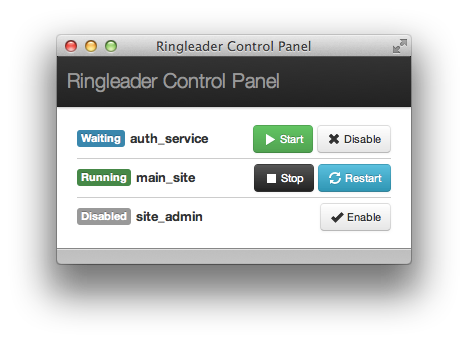 Ringleader Control Panel
Ringleader Control Panel
Waiting auth_service Start Disable
Running main_site Stop Restart
Disabled site_admin Enable